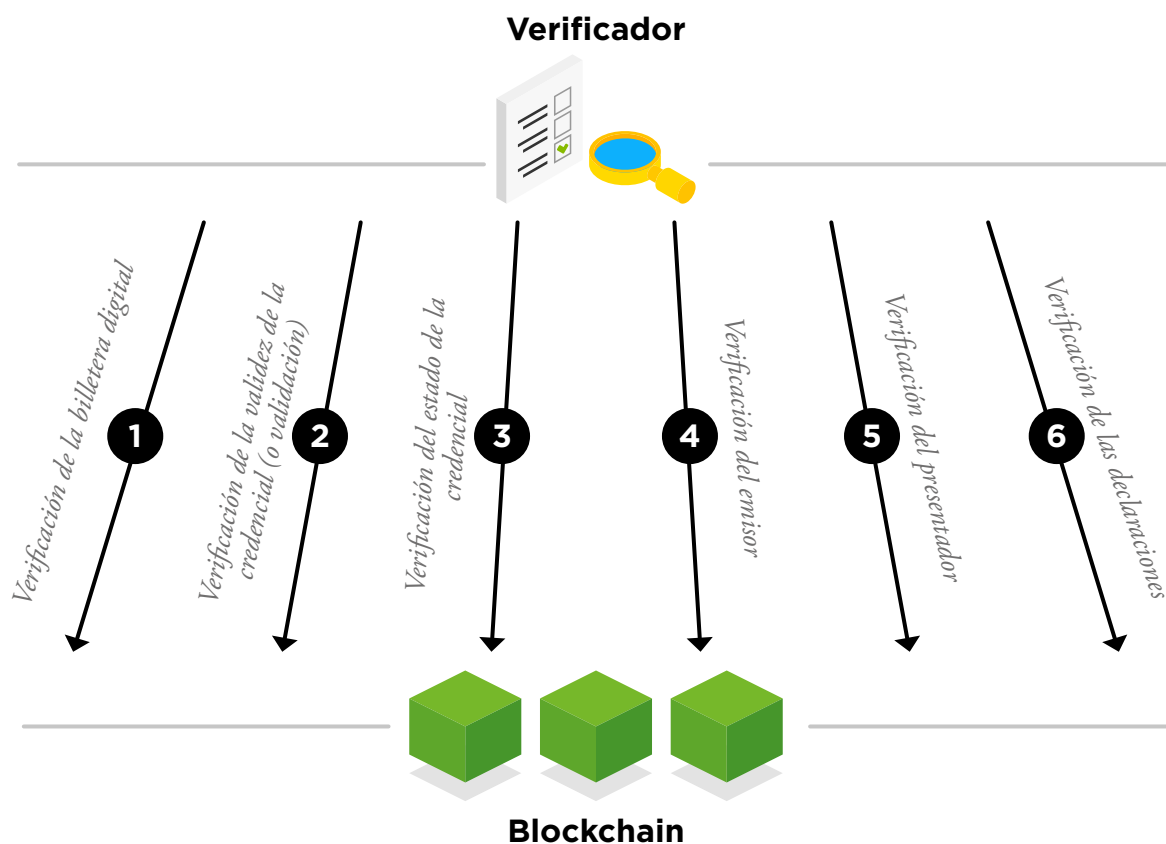 Verificador
Verificación de la billetera digital
1
Verificación de la validez de la
credencial (o validación)
2
Verificación del estado de la
credencial
3
4
Verificación del emisor
5
Verificación del presentador
6
Verificación de las declaraciones
Blockchain